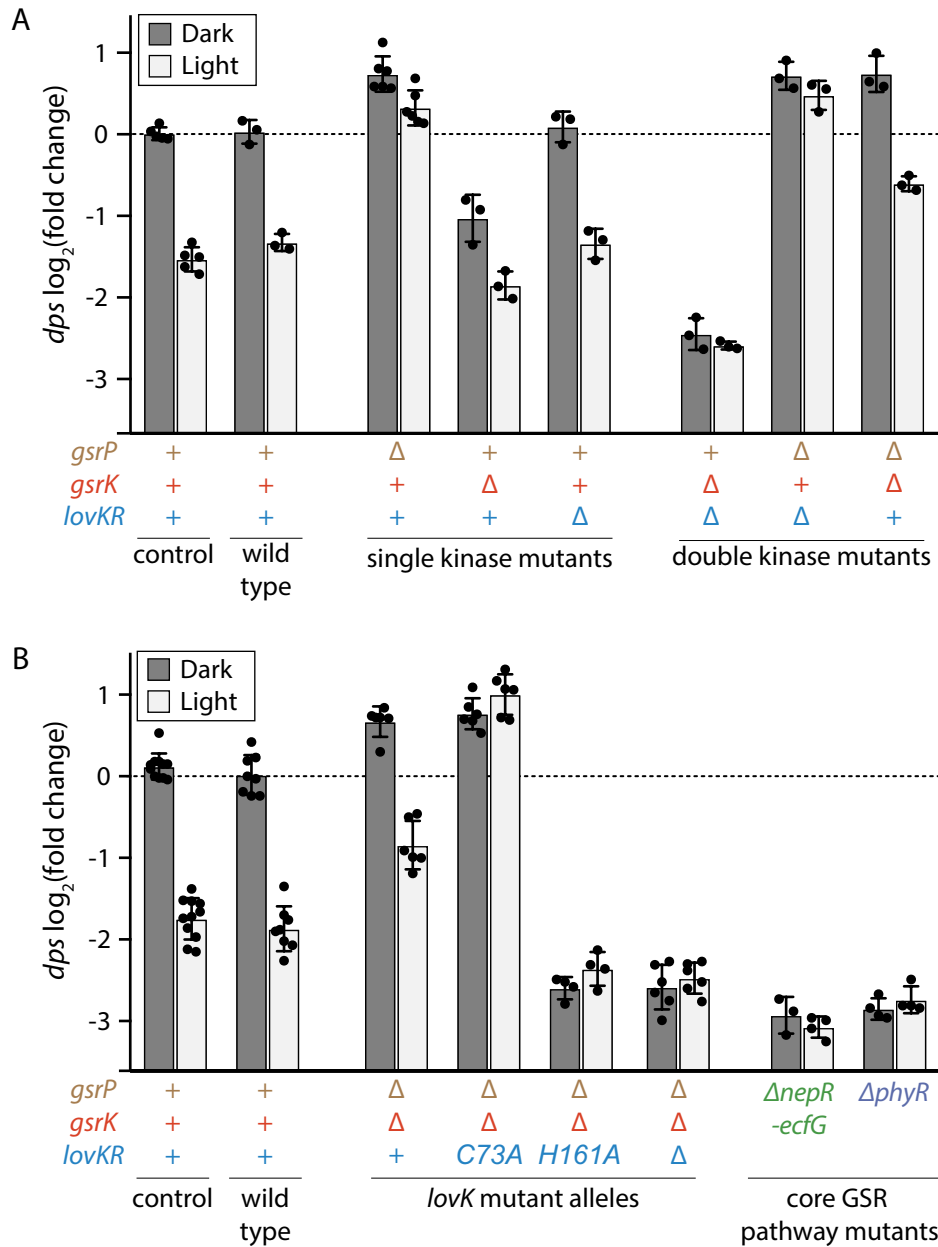 A
Dark
Light
dps log2(fold change)
1
0
-1
-2
-3
gsrP + + Δ + + + Δ Δ
gsrK + + + Δ + Δ + Δ
lovKR + + + + Δ Δ Δ +
control
wild type
single kinase mutants
double kinase mutants
B
Dark
Light
dps log2(fold change)
1
0
-1
-2
-3
gsrP + + Δ Δ Δ Δ ΔnepR ΔphyR
gsrK + + Δ Δ Δ Δ -ecfG
lovKR + + + C73A H161A Δ
control
wild type
lovK mutant alleles
core GSR
pathway mutants